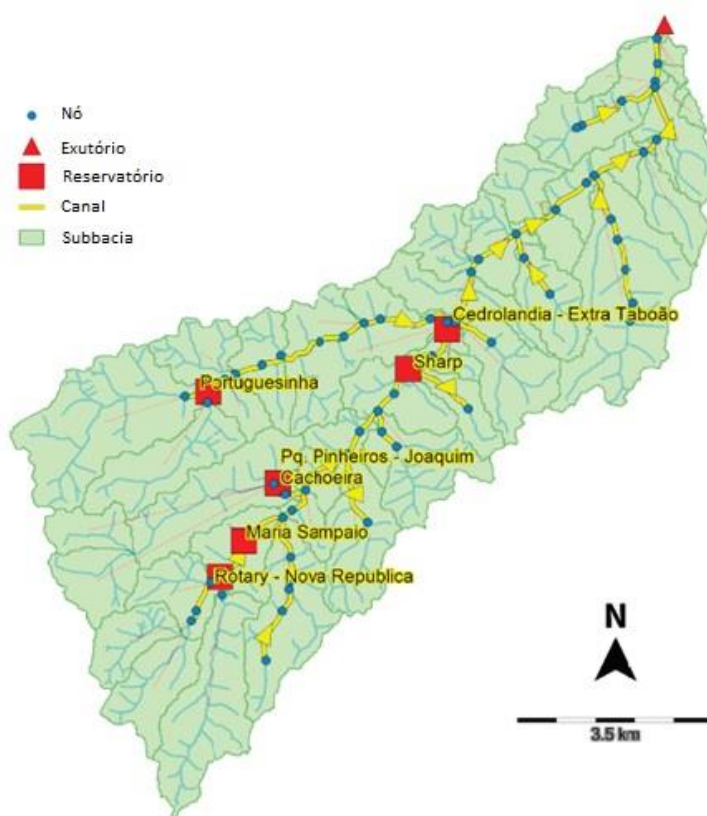 Nó
Exutório
Reservatório
Canal
Subbacia
Cedrolandia - Extra Taboão
Sharp
Portuguesinha
Pq. Pinheiros - Joaquim
Cachoeira
Maria Sampaio
Rotary - Nova Republica
N
3.5 km